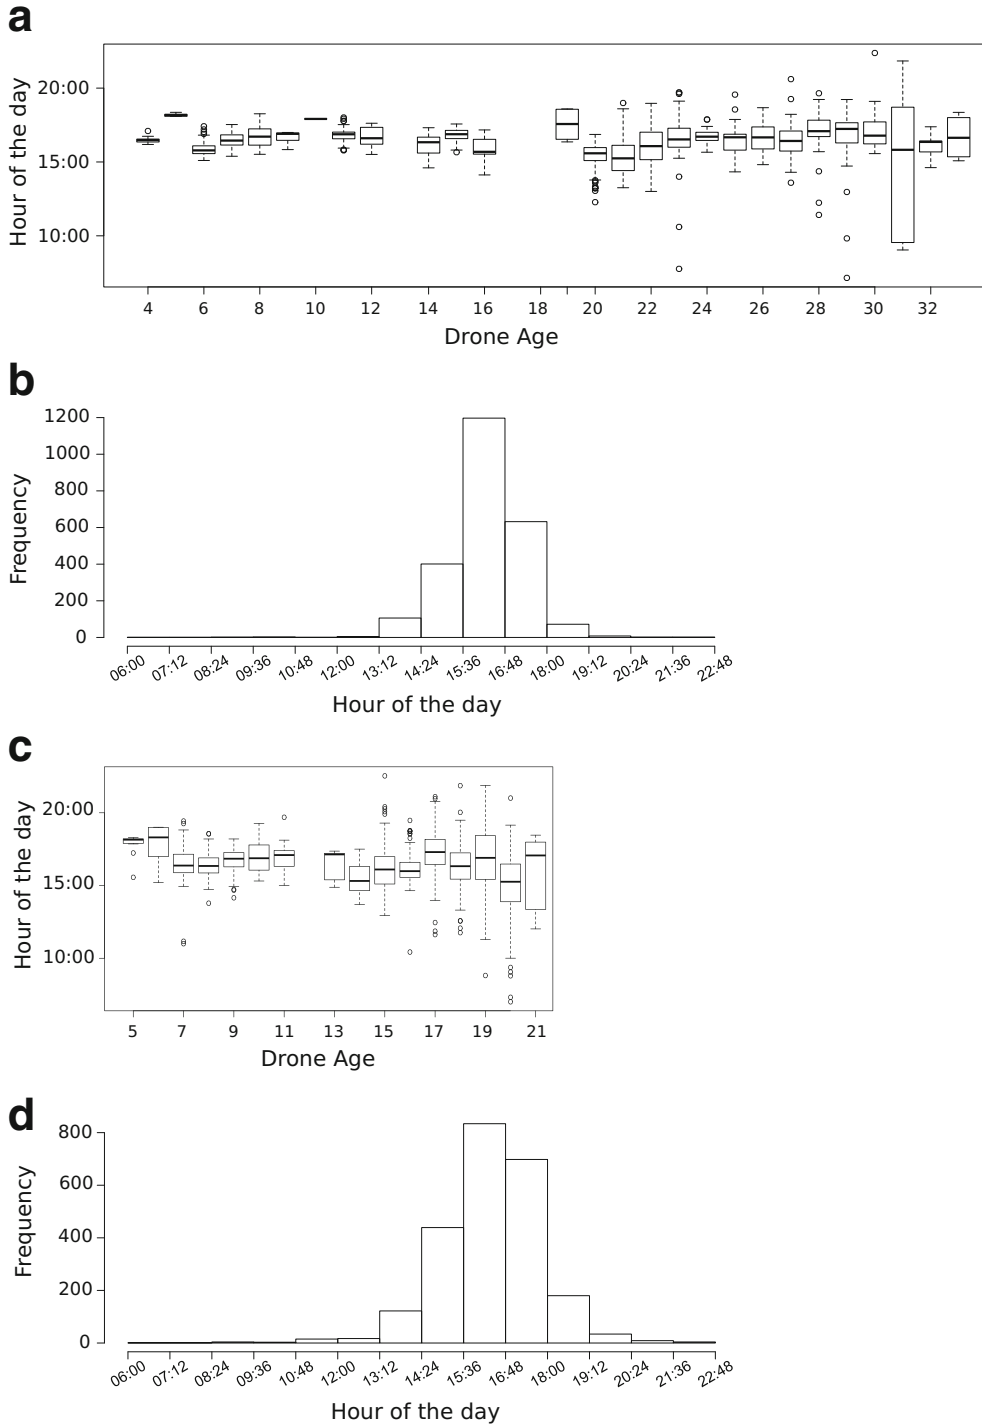 a
Hour of the day
20:00
15:00
10:00
4 6 8 10 12 14 16 18 20 22 24 26 28 30 32
Drone Age
b
Frequency
1200
1000
800
600
400
200
0
06:00 07:12 08:24 09:36 10:48 12:00 13:12 14:24 15:36 16:48 18:00 19:12 20:24 21:36 22:48
Hour of the day
c
Hour of the day
20:00
15:00
10:00
5 7 9 11 13 15 17 19 21
Drone Age
d
Frequency
800
600
400
200
0
06:00 07:12 08:24 09:36 10:48 12:00 13:12 14:24 15:36 16:48 18:00 19:12 20:24 21:36 22:48
Hour of the day